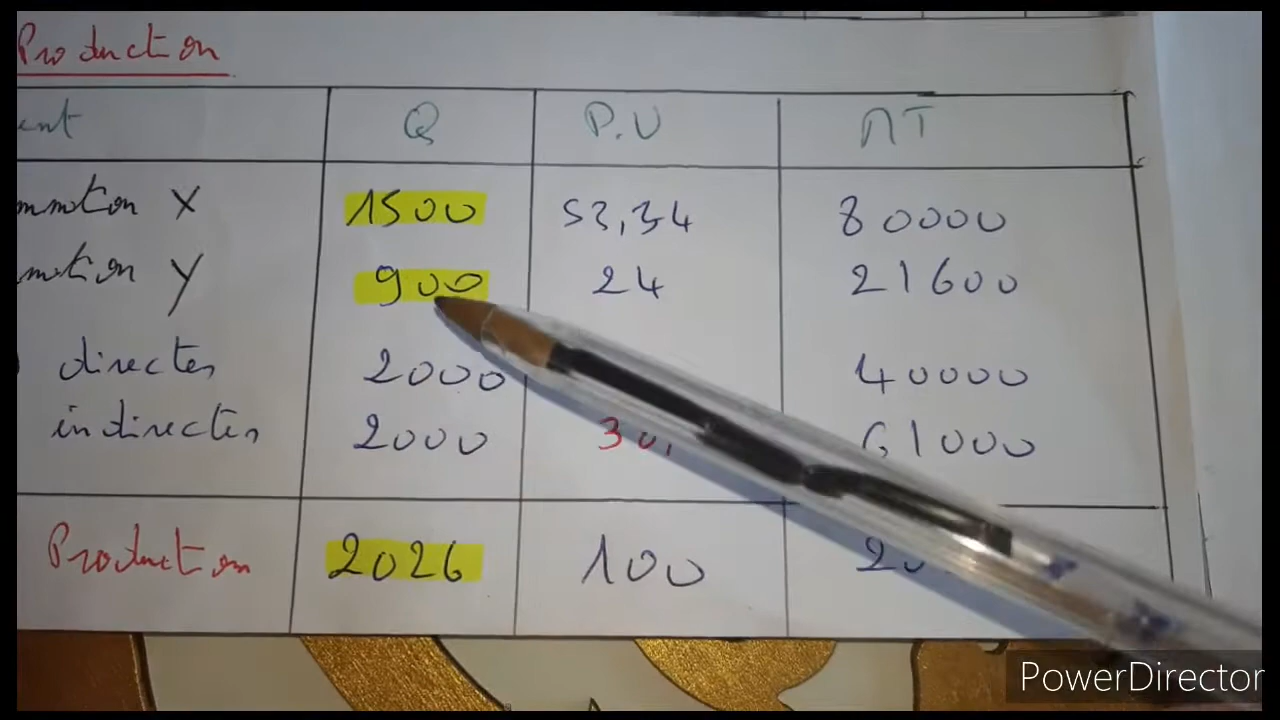 Production
Q P.U MT
X 1500 53,34 80000
Y 900 24 21600
directes 2000 40000
indirectes 2000 30, 61000
Production 2026 100
PowerDirector